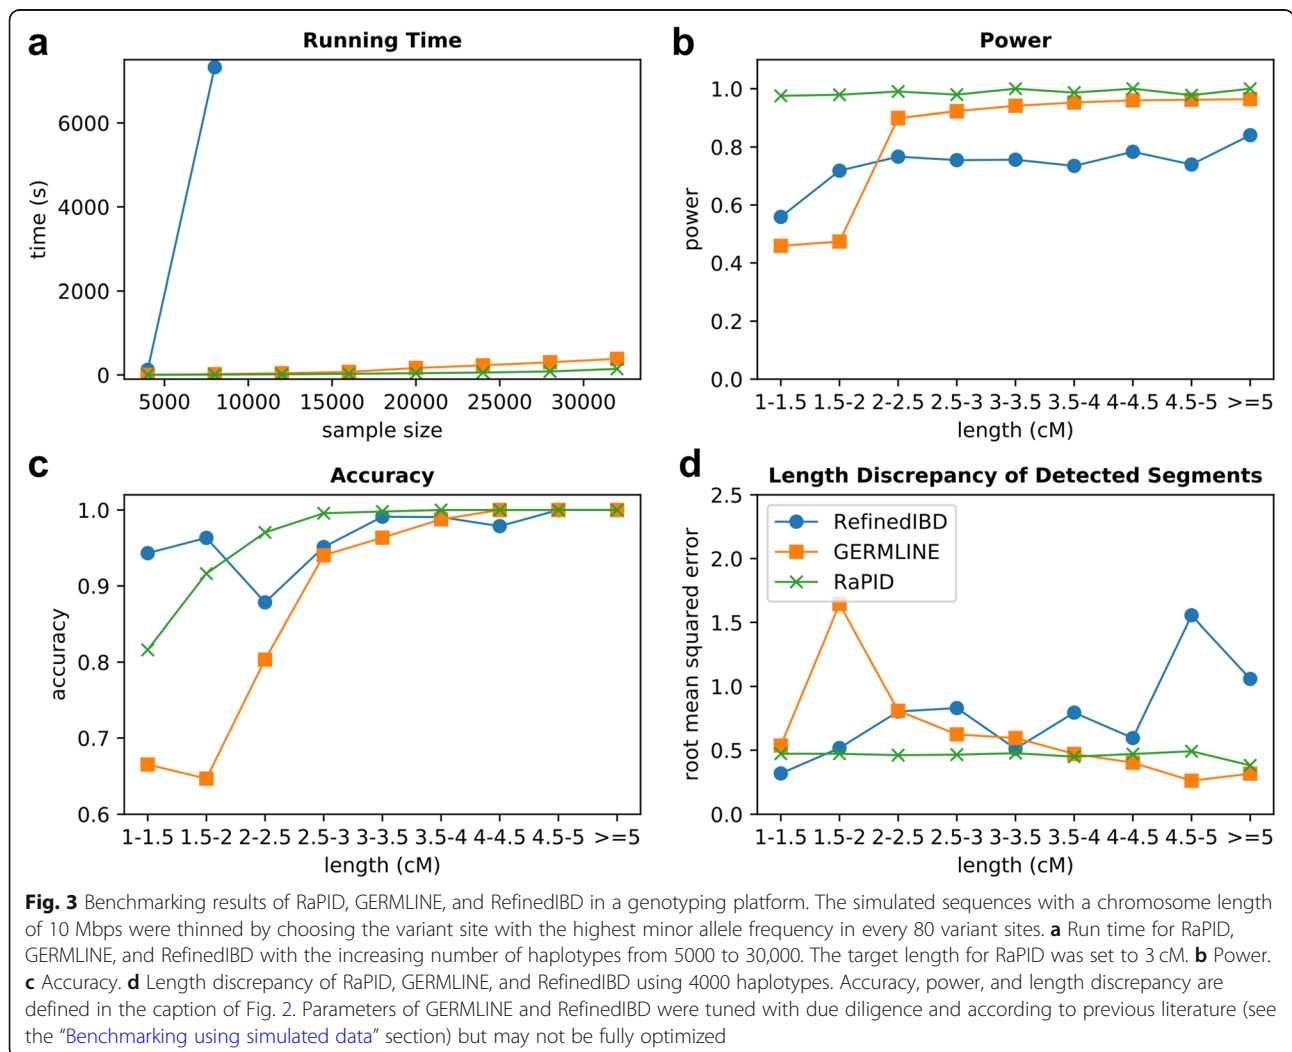 a
Running Time
6000
4000
2000
0
time (s)
5000 10000 15000 20000 25000 30000
sample size
b
Power
1.0
0.8
0.6
0.4
0.2
0.0
power
1-1.5 1.5-2 2-2.5 2.5-3 3-3.5 3.5-4 4-4.5 4.5-5 >=5
length (cM)
c
Accuracy
1.0
0.9
0.8
0.7
0.6
accuracy
1-1.5 1.5-2 2-2.5 2.5-3 3-3.5 3.5-4 4-4.5 4.5-5 >=5
length (cM)
d
Length Discrepancy of Detected Segments
2.5
2.0
1.5
1.0
0.5
0.0
root mean squared error
RefinedIBD
GERMLINE
RaPID
1-1.5 1.5-2 2-2.5 2.5-3 3-3.5 3.5-4 4-4.5 4.5-5 >=5
length (cM)
Fig. 3 Benchmarking results of RaPID, GERMLINE, and RefinedIBD in a genotyping platform. The simulated sequences with a chromosome length
of 10 Mbps were thinned by choosing the variant site with the highest minor allele frequency in every 80 variant sites. a Run time for RaPID,
GERMLINE, and RefinedIBD with the increasing number of haplotypes from 5000 to 30,000. The target length for RaPID was set to 3 cM. b Power.
c Accuracy. d Length discrepancy of RaPID, GERMLINE, and RefinedIBD using 4000 haplotypes. Accuracy, power, and length discrepancy are
defined in the caption of Fig. 2. Parameters of GERMLINE and RefinedIBD were tuned with due diligence and according to previous literature (see
the “Benchmarking using simulated data” section) but may not be fully optimized